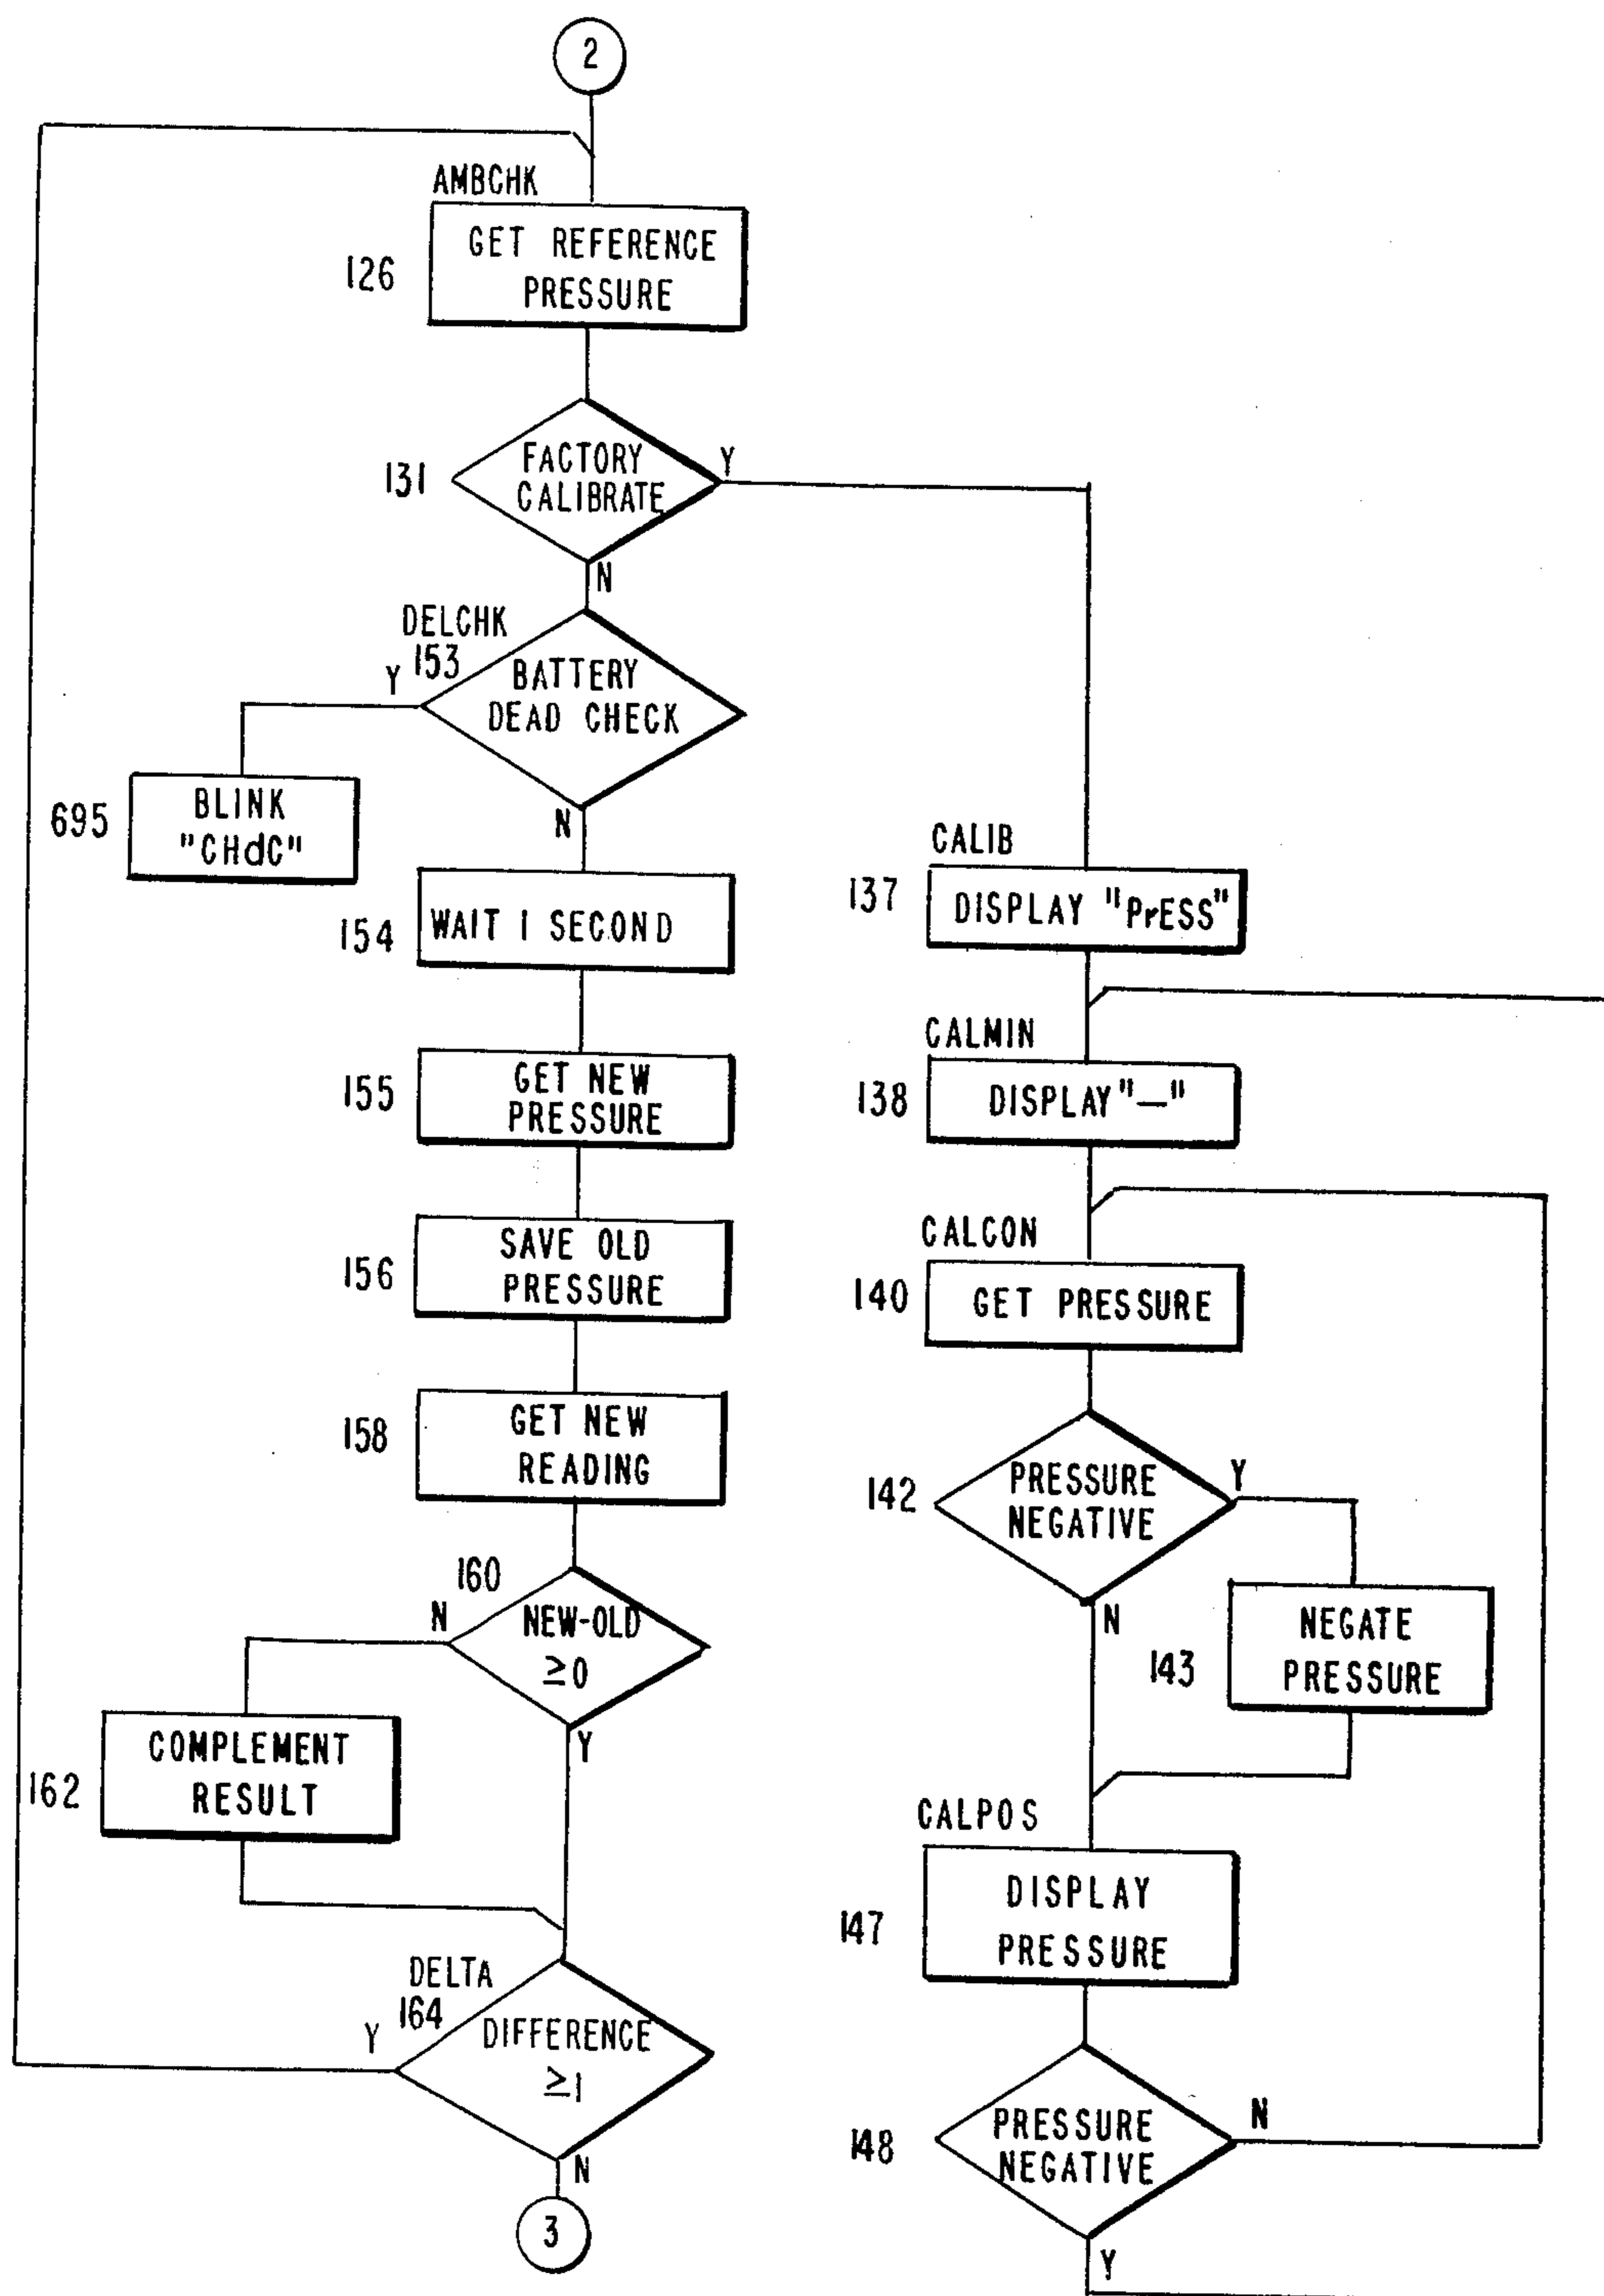 2
AMBCHK
126
GET REFERENCE
PRESSURE
131
FACTORY
CALIBRATE
Y
N
DELCHK
153
Y
BATTERY
DEAD CHECK
N
695
BLINK
"CHdC"
154
WAIT 1 SECOND
155
GET NEW
PRESSURE
156
SAVE OLD
PRESSURE
158
GET NEW
READING
160
N
NEW-OLD
≥0
Y
162
COMPLEMENT
RESULT
DELTA
164
Y
DIFFERENCE
≥1
N
3
CALIB
137
DISPLAY "PrESS"
CALMIN
138
DISPLAY "—"
CALCON
140
GET PRESSURE
142
PRESSURE
NEGATIVE
Y
N
143
NEGATE
PRESSURE
CALPOS
147
DISPLAY
PRESSURE
148
PRESSURE
NEGATIVE
N
Y